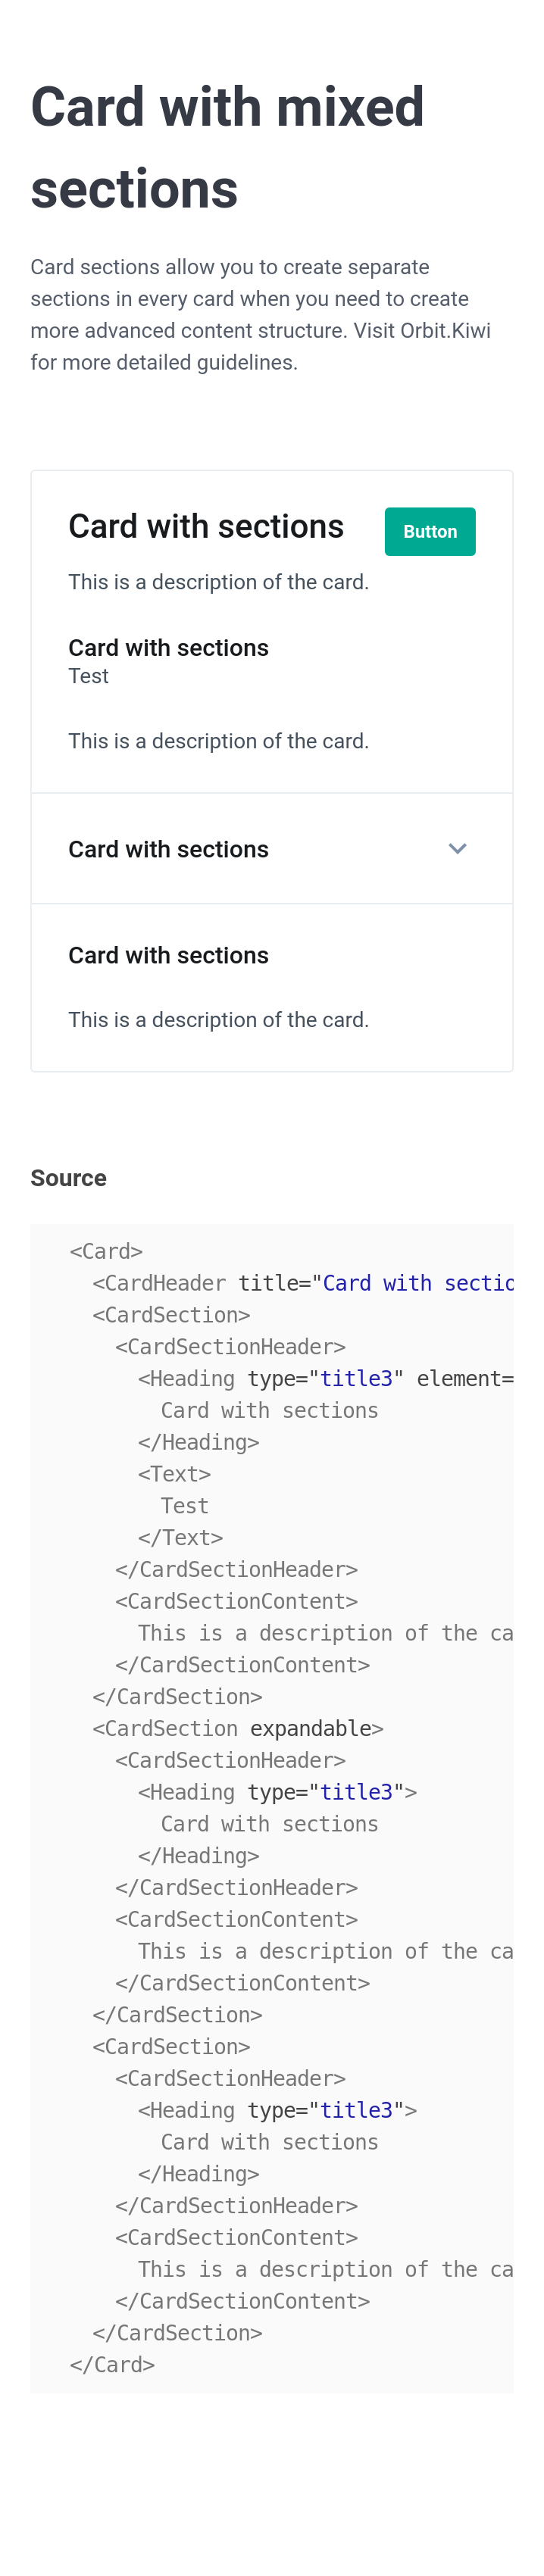 Card with mixed
sections
Card sections allow you to create separate
sections in every card when you need to create
more advanced content structure. Visit Orbit.Kiwi
for more detailed guidelines.
Card with sections
Button
This is a description of the card.
Card with sections
Test
This is a description of the card.
Card with sections
Card with sections
This is a description of the card.
Source
<Card>
<CardHeader title="Card with sectio
<CardSection>
<CardSectionHeader>
<Heading type="title3" element=
Card with sections
</Heading>
<Text>
Test
</Text>
</CardSectionHeader>
<CardSectionContent>
This is a description of the ca
</CardSectionContent>
</CardSection>
<CardSection expandable>
<CardSectionHeader>
<Heading type="title3">
Card with sections
</Heading>
</CardSectionHeader>
<CardSectionContent>
This is a description of the ca
</CardSectionContent>
</CardSection>
<CardSection>
<CardSectionHeader>
<Heading type="title3">
Card with sections
</Heading>
</CardSectionHeader>
<CardSectionContent>
This is a description of the ca
</CardSectionContent>
</CardSection>
</Card>